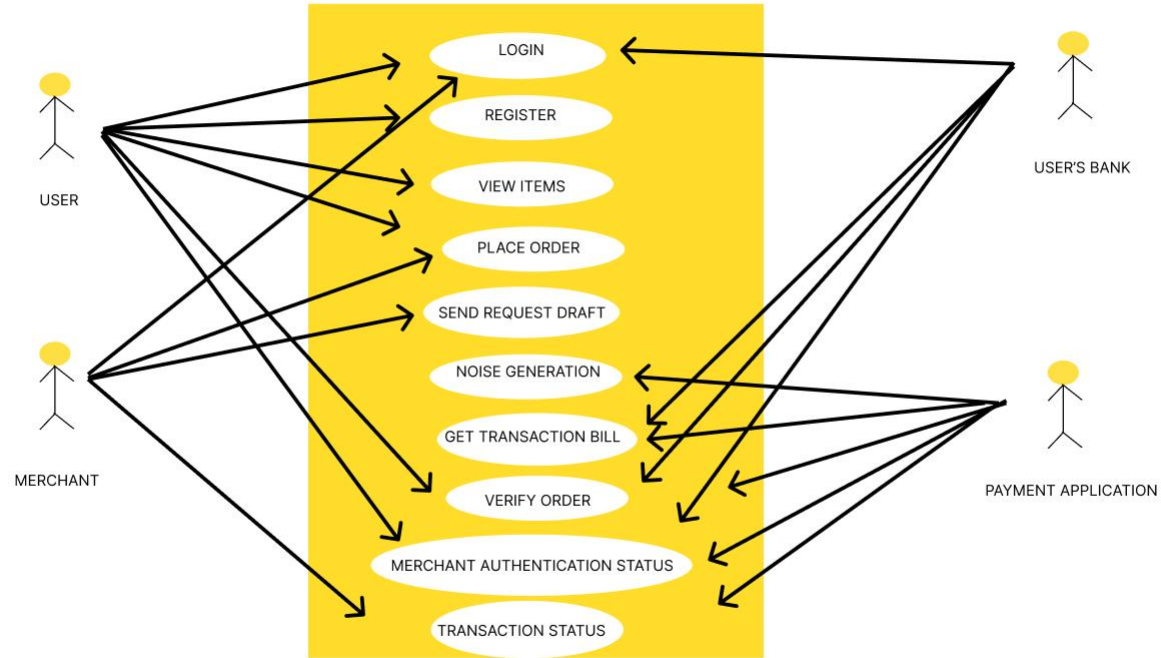 LOGIN
REGISTER
VIEW ITEMS
PLACE ORDER
SEND REQUEST DRAFT
NOISE GENERATION
GET TRANSACTION BILL
VERIFY ORDER
MERCHANT AUTHENTICATION STATUS
TRANSACTION STATUS
USER
MERCHANT
USER'S BANK
PAYMENT APPLICATION